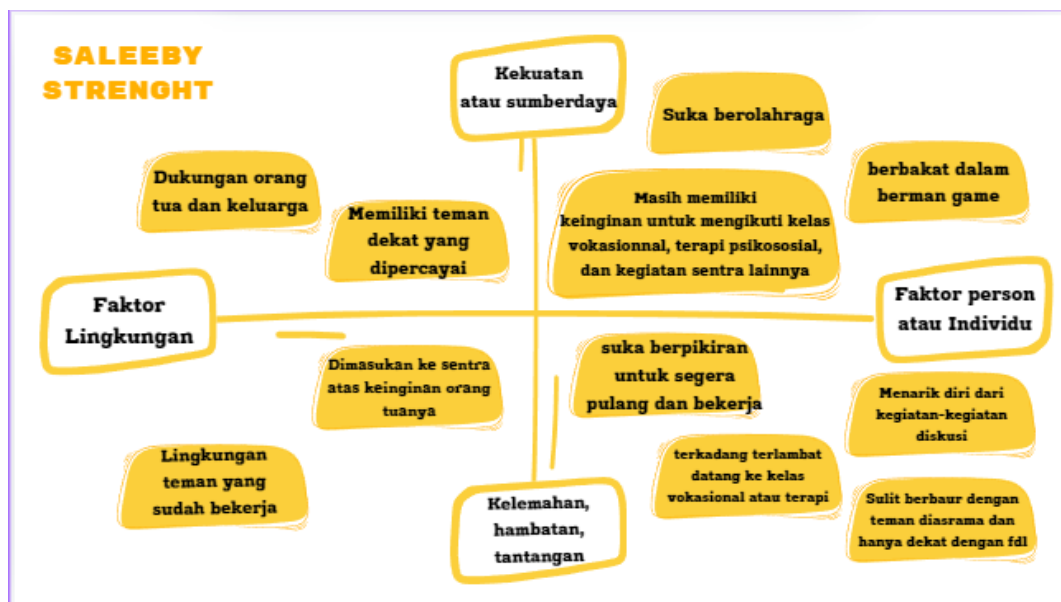 SALEEBY
STRENGHT
Kekuatan
atau sumberdaya
Suka berolahraga
Dukungan orang
tua dan keluarga
Memiliki teman
dekat yang
dipercayai
Masih memiliki
keinginan untuk mengikuti kelas
vokasionnal, terapi psikososial,
dan kegiatan sentra lainnya
berbakat dalam
berman game
Faktor
Lingkungan
Faktor person
atau Individu
Dimasukan ke sentra
atas keinginan orang
tuanya
suka berpikiran
untuk segera
pulang dan bekerja
Menarik diri dari
kegiatan-kegiatan
diskusi
Lingkungan
teman yang
sudah bekerja
Kelemahan,
hambatan,
tantangan
terkadang terlambat
datang ke kelas
vokasional atau terapi
Sulit berbaur dengan
teman diasrama dan
hanya dekat dengan fdl